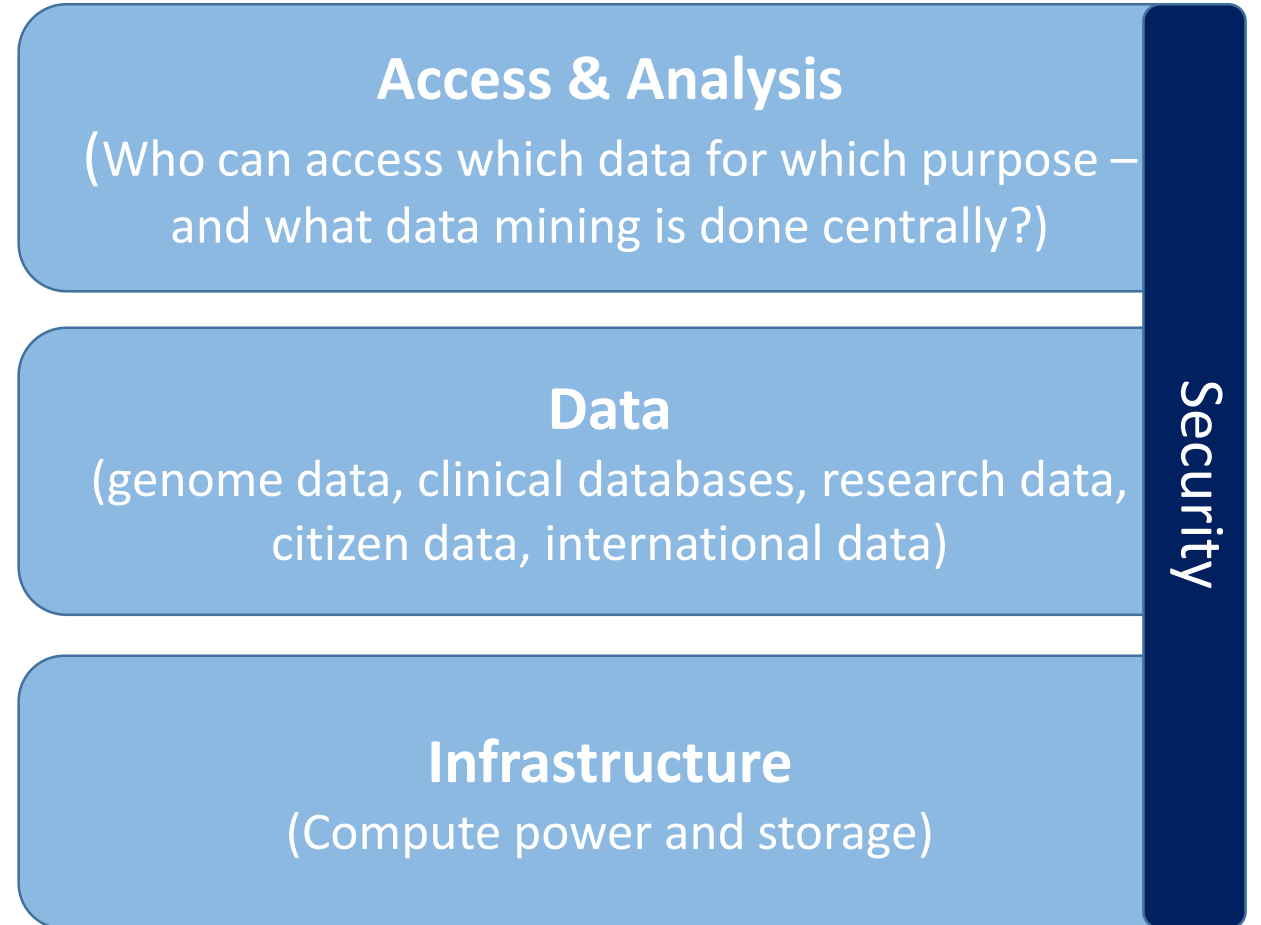 Access & Analysis
(Who can access which data for which purpose –
and what data mining is done centrally?)
Data
(genome data, clinical databases, research data,
citizen data, international data)
Infrastructure
(Compute power and storage)
Security